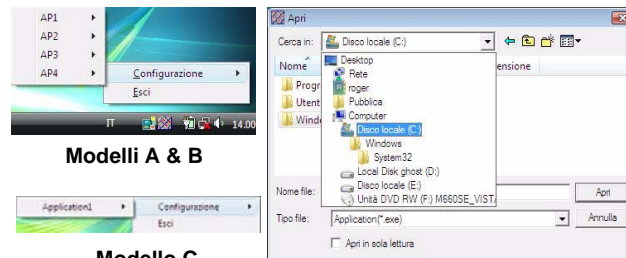 AP1
AP2
AP3
AP4
Configurazione
Esci
IT
14.00
Modelli A & B
Application1
Configurazione
Esci
Modello C
Apri
Cerca in:
Disco locale (C:)
Nome
ensione
Progr
Utent
Windo
Desktop
Rete
roger
Pubblica
Computer
Disco locale (C:)
Windows
System32
Local Disk ghost (D:)
Disco locale (E:)
Unità DVD RW (F:) M660SE_VISTA
Nome file:
Apri
Tipo file:
Application(*.exe)
Annulla
Apri in sola lettura